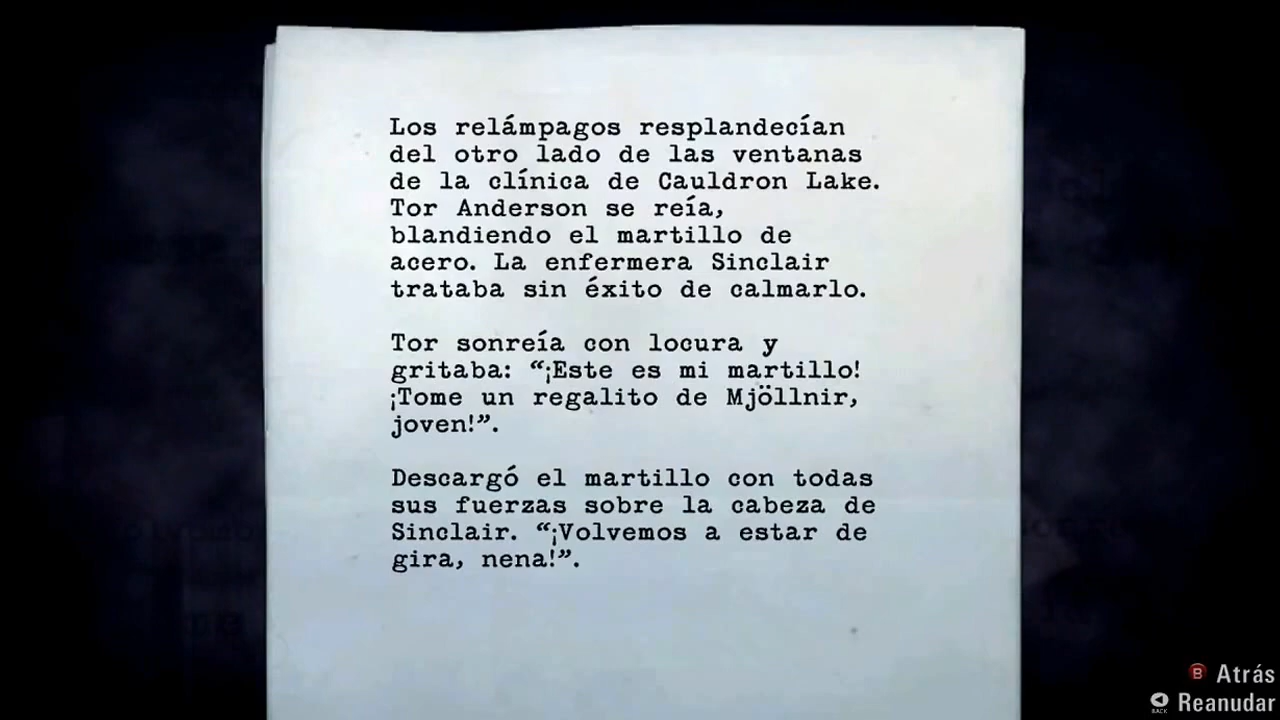 Los relámpagos resplandecían
del otro lado de las ventanas
de la clínica de Cauldron Lake.
Tor Anderson se reía,
blandiendo el martillo de
acero. La enfermera Sinclair
trataba sin éxito de calmarlo.
Tor sonreía con locura y
gritaba: “¡Este es mi martillo!
¡Tome un regalito de Mjöllnir,
joven!”.
Descargó el martillo con todas
sus fuerzas sobre la cabeza de
Sinclair. “¡Volvemos a estar de
gira, nena!”.
B Atrás
BACK Reanudar